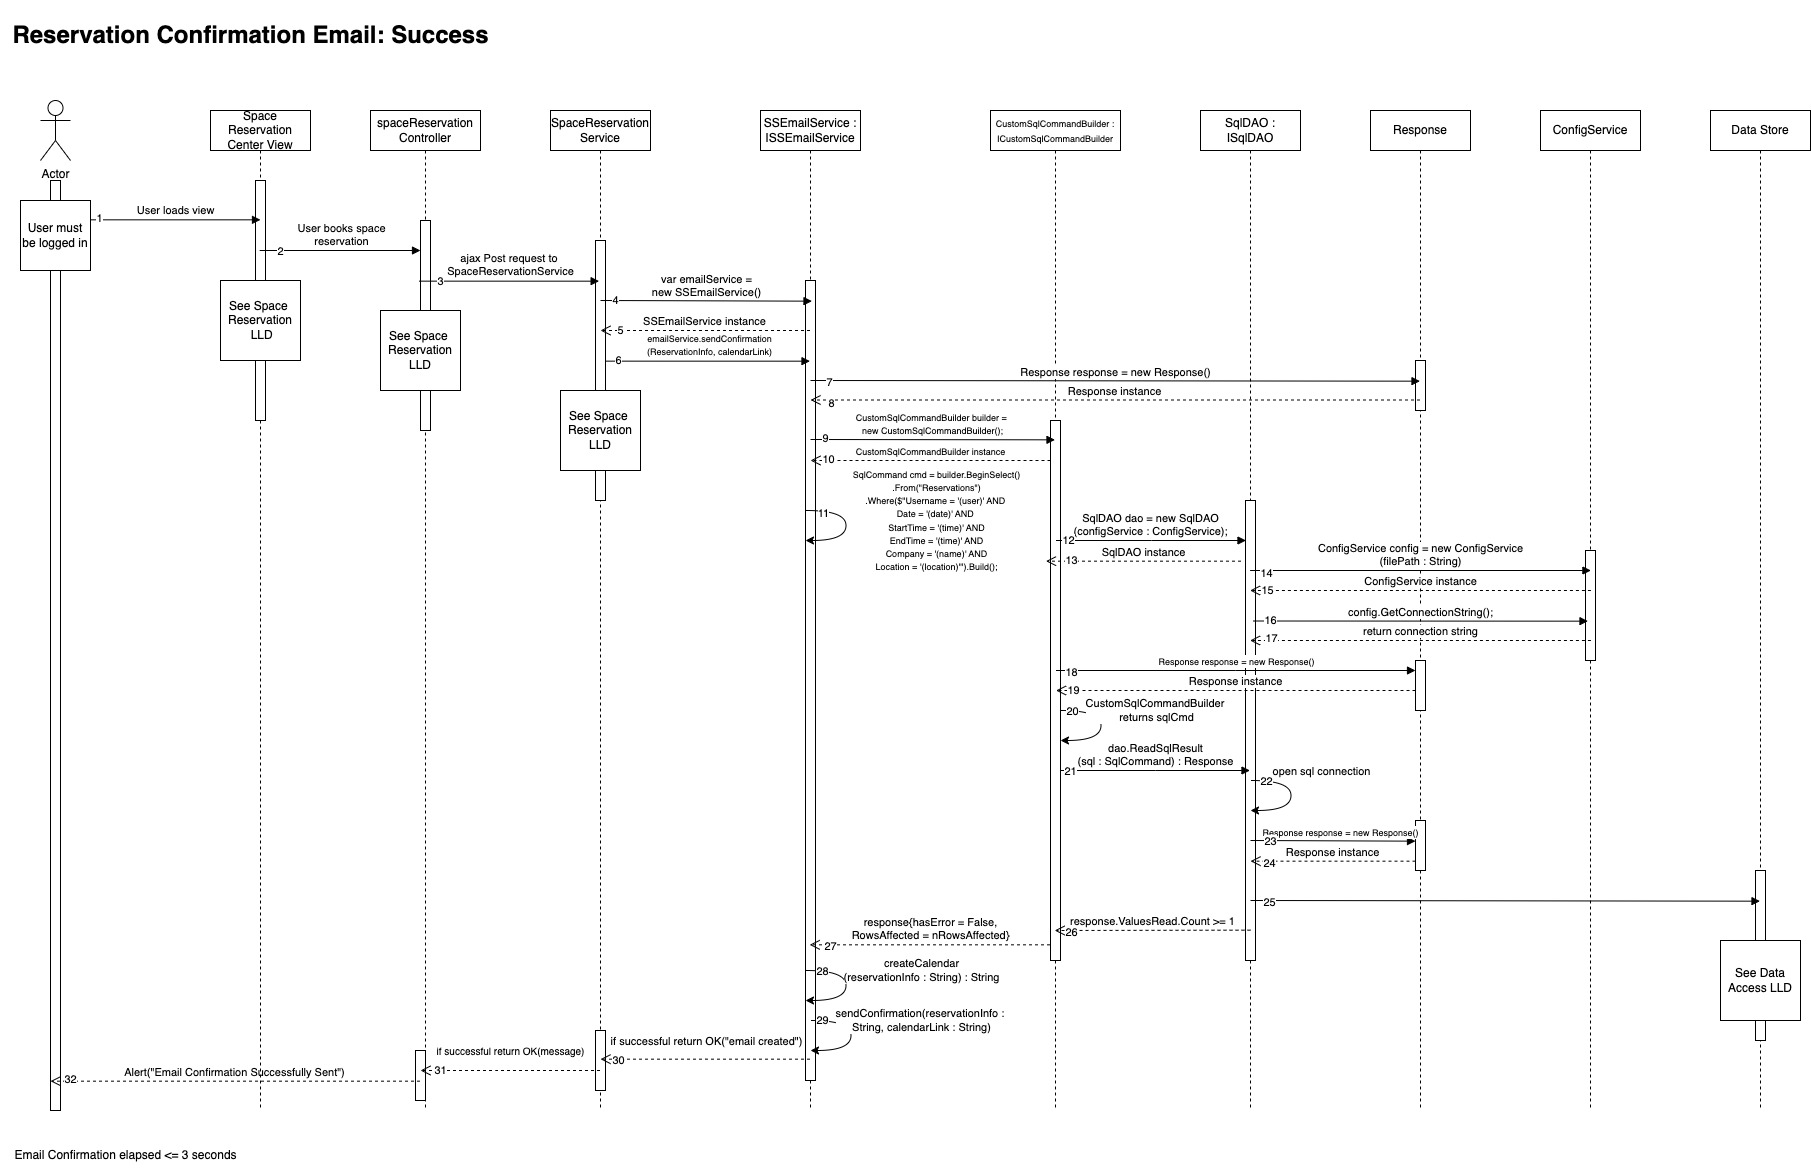 Reservation Confirmation Email: Success
Actor
Space
Reservation
Center View
spaceReservation
Controller
SpaceReservation
Service
SSEmailService :
ISSEmailService
CustomSqlCommandBuilder :
ICustomSqlCommandBuilder
SqlDAO :
ISqlDAO
Response
ConfigService
Data Store
User must
be logged in
1
User loads view
2
User books space
reservation
3
ajax Post request to
SpaceReservationService
See Space
Reservation
LLD
See Space
Reservation
LLD
See Space
Reservation
LLD
4
var emailService =
new SSEmailService()
5
SSEmailService instance
6
emailService.sendConfirmation
(ReservationInfo, calendarLink)
7
Response response = new Response()
8
Response instance
9
CustomSqlCommandBuilder builder =
new CustomSqlCommandBuilder();
10
CustomSqlCommandBuilder instance
11
SqlCommand cmd = builder.BeginSelect()
.From("Reservations")
.Where($"Username = '(user)' AND
Date = '(date)' AND
StartTime = '(time)' AND
EndTime = '(time)' AND
Company = '(name)' AND
Location = '(location)'").Build();
12
SqlDAO dao = new SqlDAO
(configService : ConfigService);
13
SqlDAO instance
14
ConfigService config = new ConfigService
(filePath : String)
15
ConfigService instance
16
config.GetConnectionString();
17
return connection string
18
Response response = new Response()
19
Response instance
20
CustomSqlCommandBuilder
returns sqlCmd
21
dao.ReadSqlResult
(sql : SqlCommand) : Response
22
open sql connection
23
Response response = new Response()
24
Response instance
25
26
response.ValuesRead.Count >= 1
27
response{hasError = False,
RowsAffected = nRowsAffected}
28
createCalendar
(reservationInfo : String) : String
29
sendConfirmation(reservationInfo :
String, calendarLink : String)
See Data
Access LLD
30
if successful return OK("email created")
31
if successful return OK(message)
32
Alert("Email Confirmation Successfully Sent")
Email Confirmation elapsed <= 3 seconds